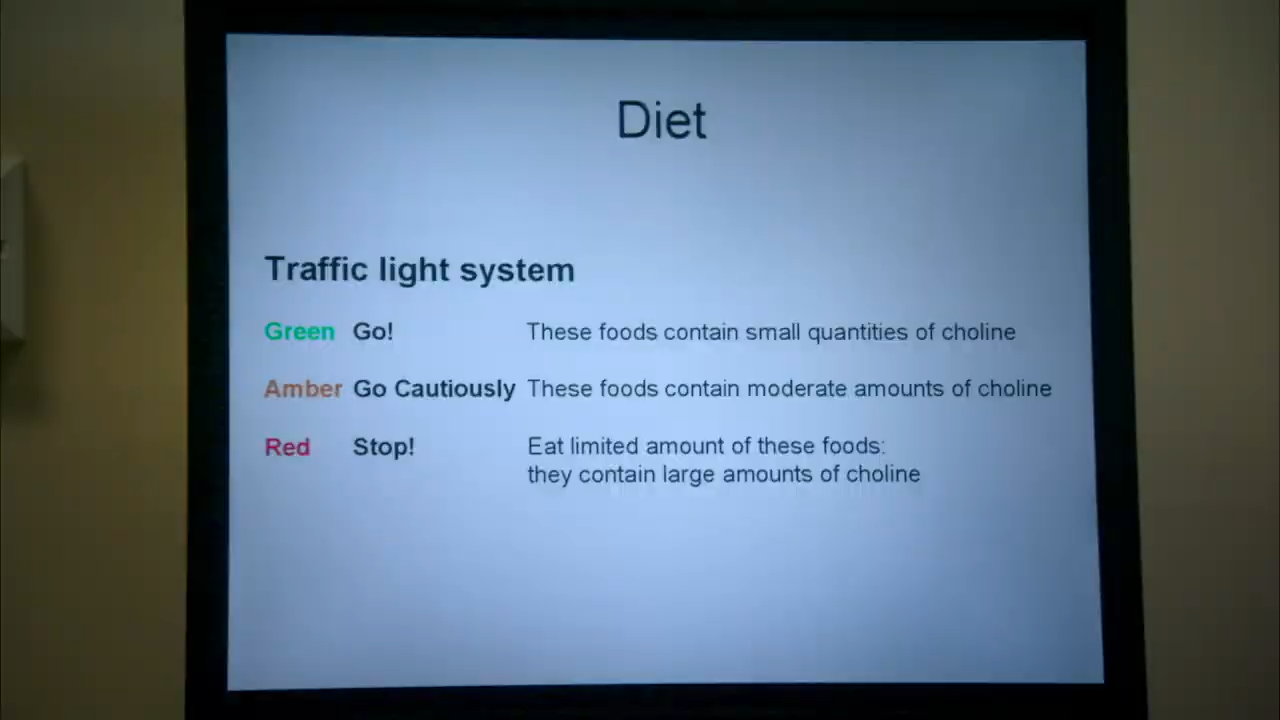 Diet
Traffic light system
Green Go! These foods contain small quantities of choline
Amber Go Cautiously These foods contain moderate amounts of choline
Red Stop! Eat limited amount of these foods:
they contain large amounts of choline